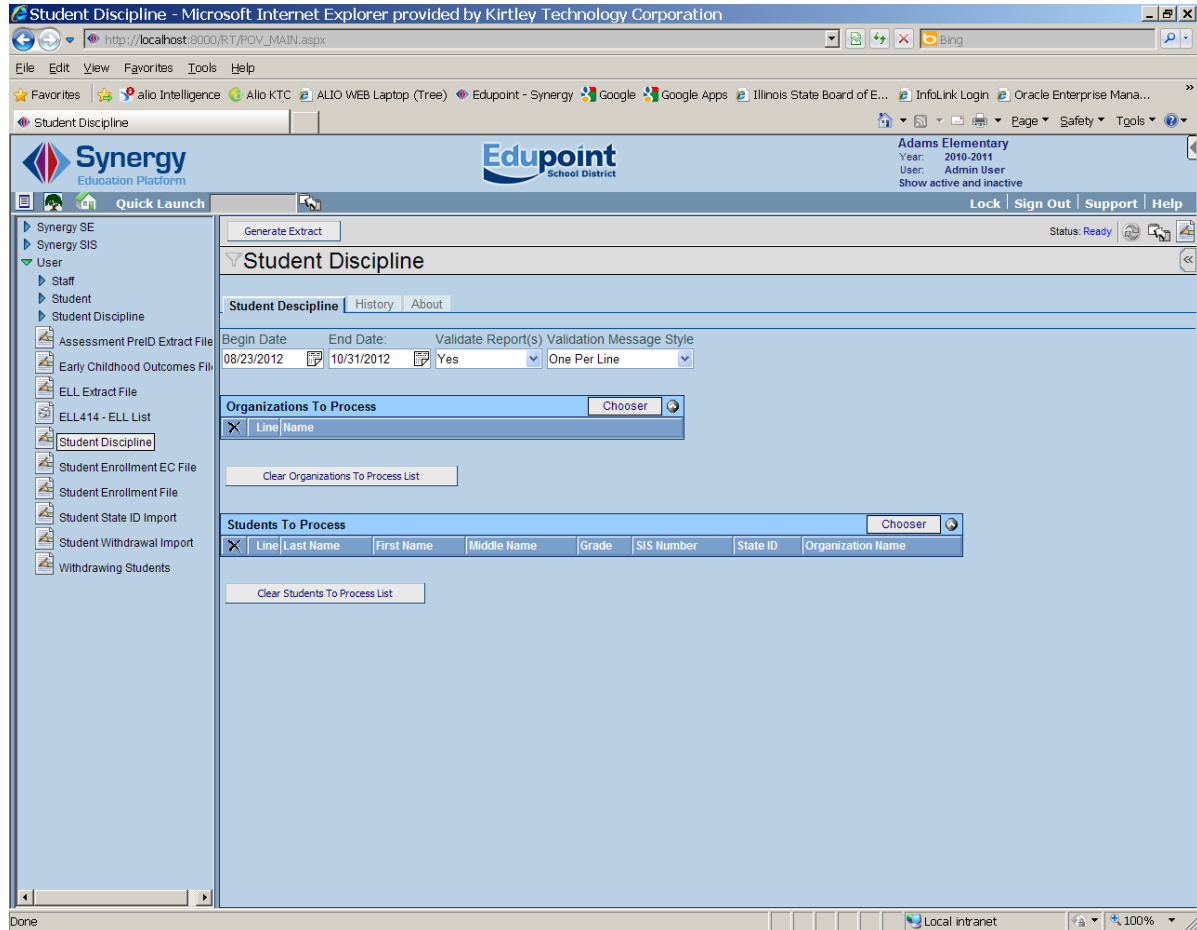 Student Discipline - Microsoft Internet Explorer provided by Kirtley Technology Corporation
http://localhost:8000/RT/POV_MAIN.aspx
Bing
File Edit View Favorites Tools Help
Favorites alio Intelligence Alio KTC ALIO WEB Laptop (Tree) Edupoint - Synergy Google Google Apps Illinois State Board of E... InfoLink Login Oracle Enterprise Mana... »
Student Discipline
Page Safety Tools
Synergy
Education Platform
Edupoint
School District
Adams Elementary
Year: 2010-2011
User: Admin User
Show active and inactive
Quick Launch
Lock Sign Out Support Help
Synergy SE
Synergy SIS
User
Staff
Student
Student Discipline
Assessment PreID Extract File
Early Childhood Outcomes Fil
ELL Extract File
ELL414 - ELL List
Student Discipline
Student Enrollment EC File
Student Enrollment File
Student State ID Import
Student Withdrawal Import
Withdrawing Students
Generate Extract
Status: Ready
Student Discipline
Student Descipline History About
Begin Date End Date: Validate Report(s) Validation Message Style
08/23/2012 10/31/2012 Yes One Per Line
Organizations To Process Chooser
X Line Name
Clear Organizations To Process List
Students To Process Chooser
X Line Last Name First Name Middle Name Grade SIS Number State ID Organization Name
Clear Students To Process List
Done
Local intranet
100%